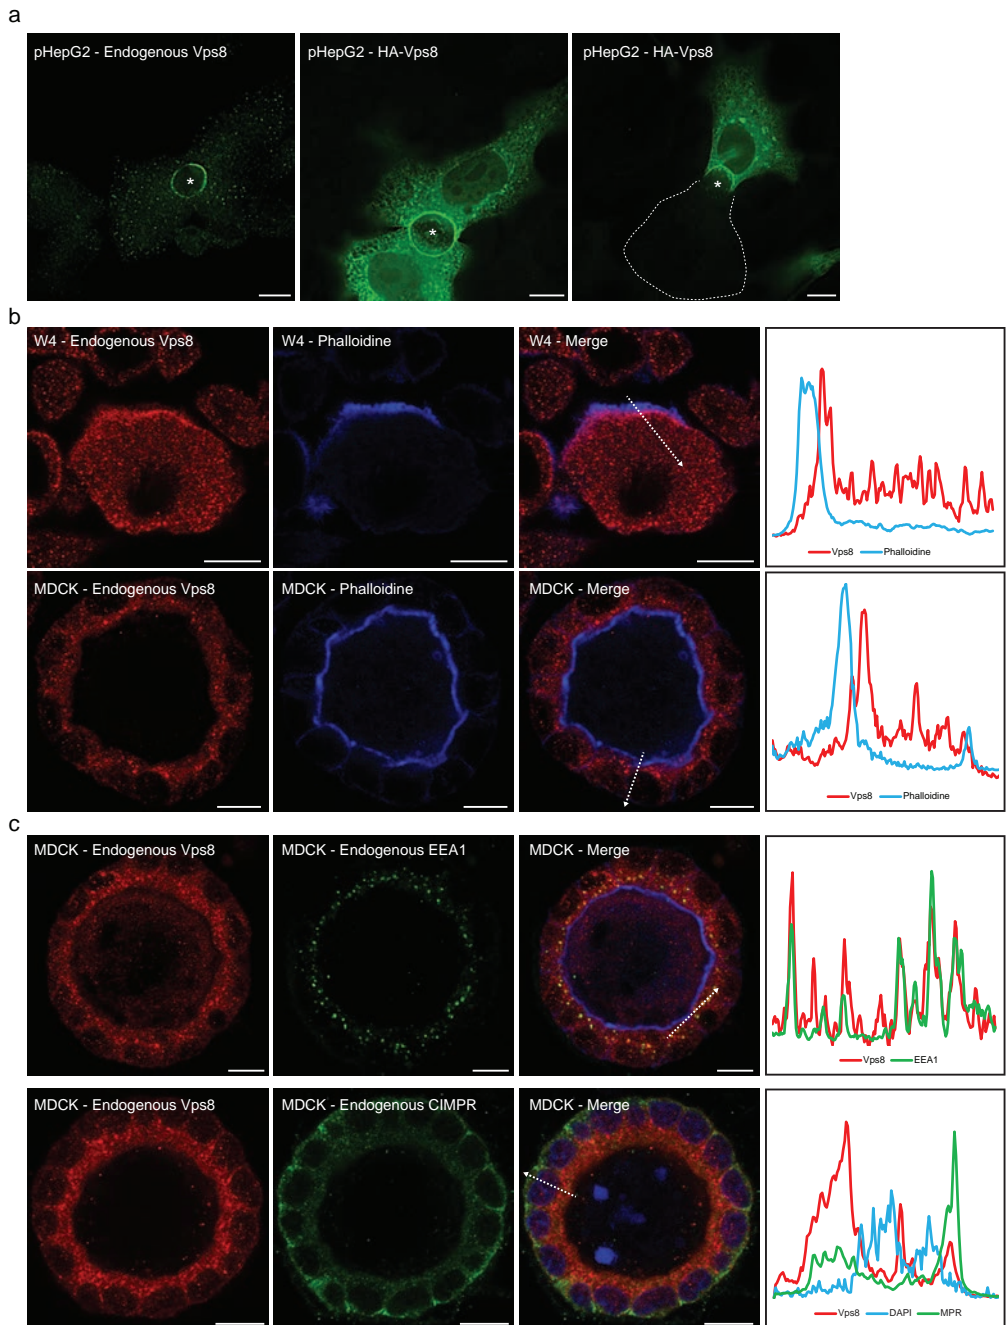 a
pHepG2 - Endogenous Vps8
pHepG2 - HA-Vps8
pHepG2 - HA-Vps8
*
*
*
b
W4 - Endogenous Vps8
W4 - Phalloidine
W4 - Merge
Vps8
Phalloidine
MDCK - Endogenous Vps8
MDCK - Phalloidine
MDCK - Merge
Vps8
Phalloidine
c
MDCK - Endogenous Vps8
MDCK - Endogenous EEA1
MDCK - Merge
Vps8
EEA1
MDCK - Endogenous Vps8
MDCK - Endogenous CIMPR
MDCK - Merge
Vps8
DAPI
MPR